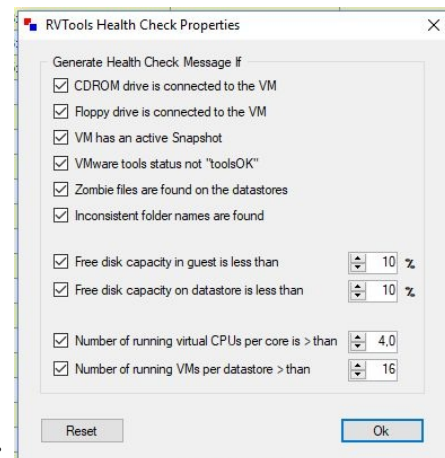 RVTools Health Check Properties
Generate Health Check Message If
CDROM drive is connected to the VM
Floppy drive is connected to the VM
VM has an active Snapshot
VMware tools status not "toolsOK"
Zombie files are found on the datastores
Inconsistent folder names are found
Free disk capacity in guest is less than 10 %
Free disk capacity on datastore is less than 10 %
Number of running virtual CPUs per core is > than 4,0
Number of running VMs per datastore > than 16
Reset Ok